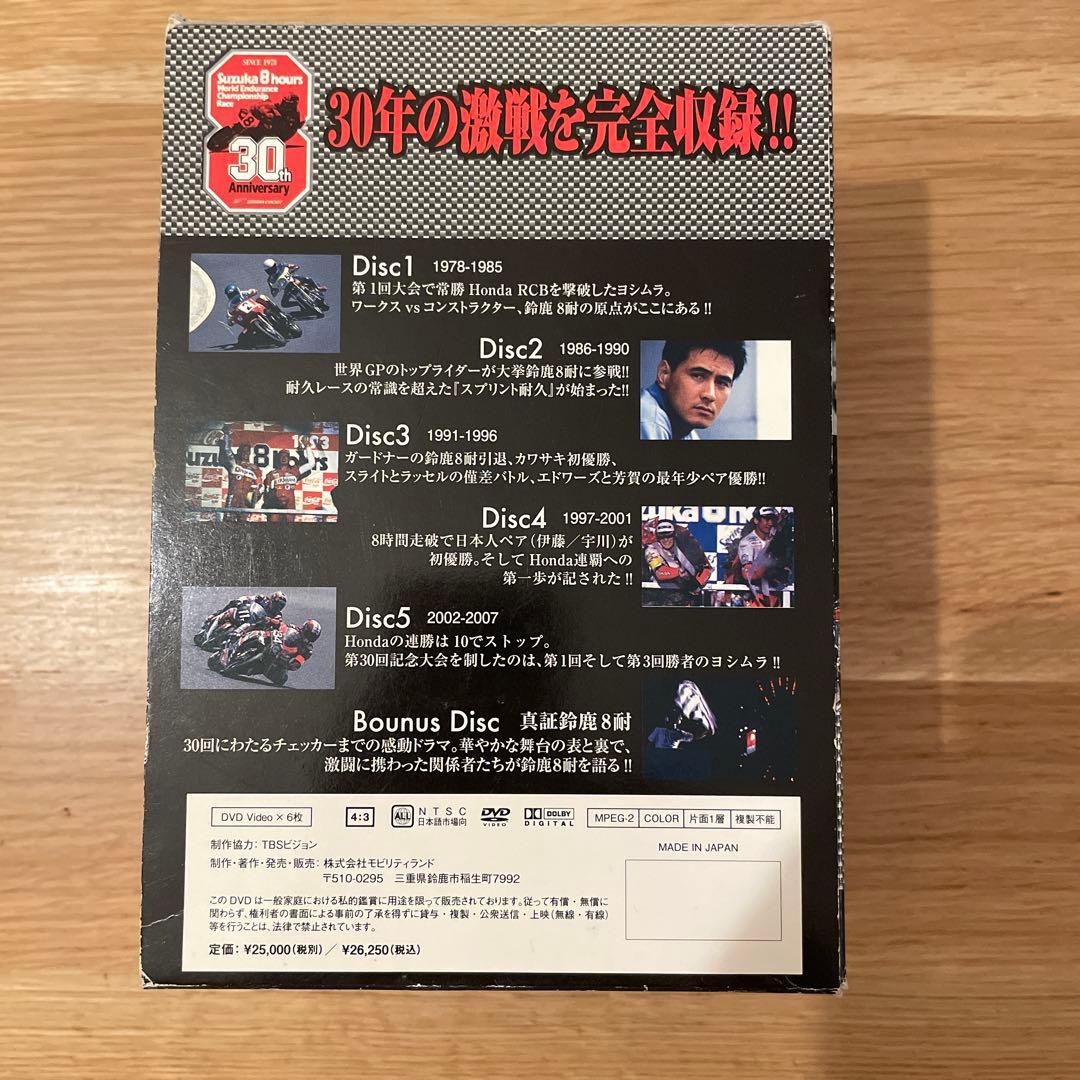 SINCE 1978
Suzuka 8 hours
World Endurance
Championship
Race
30th
Anniversary
SUZUKA CIRCUIT
30年の激戦を完全収録!!
Disc1 1978-1985
第1回大会で常勝 Honda RCBを撃破したヨシムラ。
ワークス vs コンストラクター、鈴鹿8耐の原点がここにある!!
Disc2 1986-1990
世界GPのトップライダーが大挙鈴鹿8耐に参戦!!
耐久レースの常識を超えた『スプリント耐久』が始まった!!
Disc3 1991-1996
ガードナーの鈴鹿8耐引退、カワサキ初優勝、
スライトとラッセルの僅差バトル、エドワーズと芳賀の最年少ペア優勝!!
1993
Disc4 1997-2001
8時間走破で日本人ペア(伊藤/宇川)が
初優勝。そしてHonda連覇への
第一歩が記された!!
Disc5 2002-2007
Hondaの連勝は10でストップ。
第30回記念大会を制したのは、第1回そして第3回勝者のヨシムラ!!
Bounus Disc 真証鈴鹿8耐
30回にわたるチェッカーまでの感動ドラマ。華やかな舞台の表と裏で、
激闘に携わった関係者たちが鈴鹿8耐を語る!!
DVD Video×6枚 4:3 ALL NTSC 日本語市場向 DVD VIDEO DOLBY DIGITAL MPEG-2 COLOR 片面1層 複製不能
制作協力:TBSビジョン
MADE IN JAPAN
制作・著作・発売・販売:株式会社モビリティランド
〒510-0295 三重県鈴鹿市稲生町7992
このDVDは一般家庭における私的鑑賞に用途を限って販売されております。従って有償・無償に
関わらず、権利者の書面による事前の了承を得ずに貸与・複製・公衆送信・上映(無線・有線)
等を行うことは、法律で禁止されています。
定価:¥25,000(税別)/¥26,250(税込)